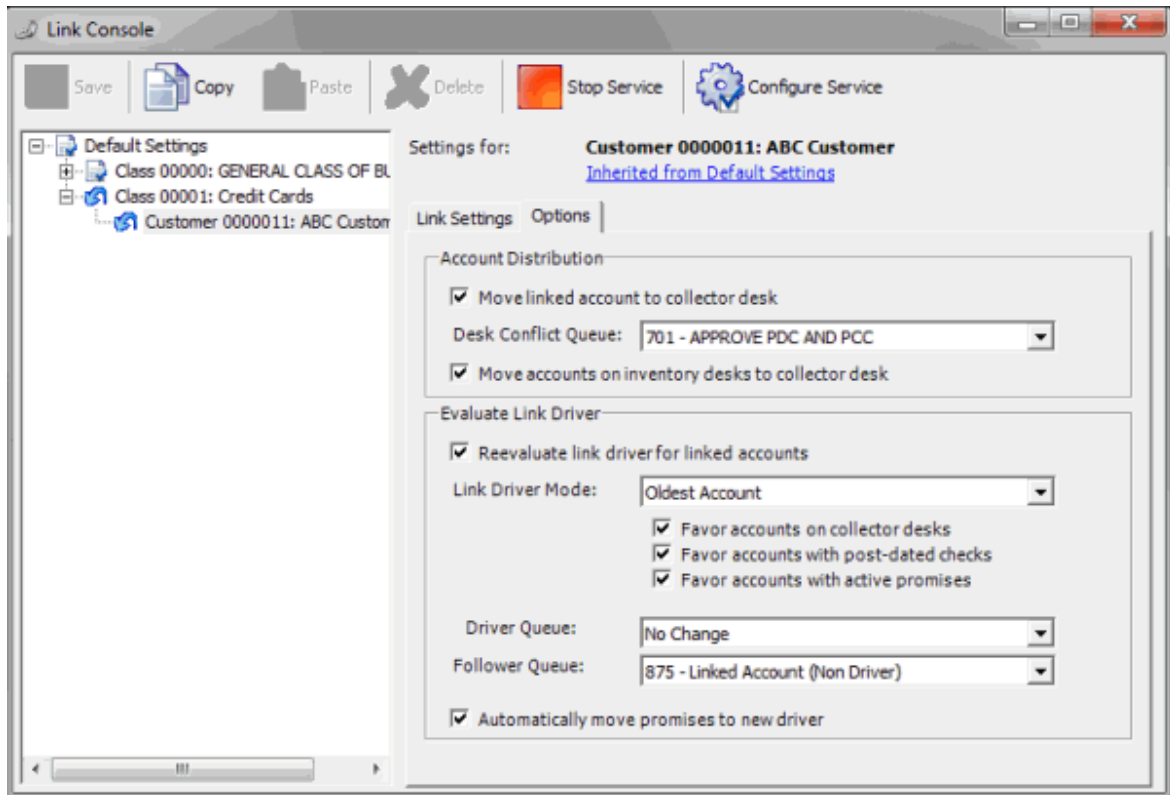 Link Console
Save Copy Paste Delete Stop Service Configure Service
Default Settings
Class 00000: GENERAL CLASS OF
Class 00001: Credit Cards
Customer 0000011: ABC Custom
Settings for: Customer 0000011: ABC Customer
Inherited from Default Settings
Link Settings Options
Account Distribution
Move linked account to collector desk
Desk Conflict Queue: 701 - APPROVE PDC AND PCC
Move accounts on inventory desks to collector desk
Evaluate Link Driver
Reevaluate link driver for linked accounts
Link Driver Mode: Oldest Account
Favor accounts on collector desks
Favor accounts with post-dated checks
Favor accounts with active promises
Driver Queue: No Change
Follower Queue: 875 - Linked Account (Non Driver)
Automatically move promises to new driver